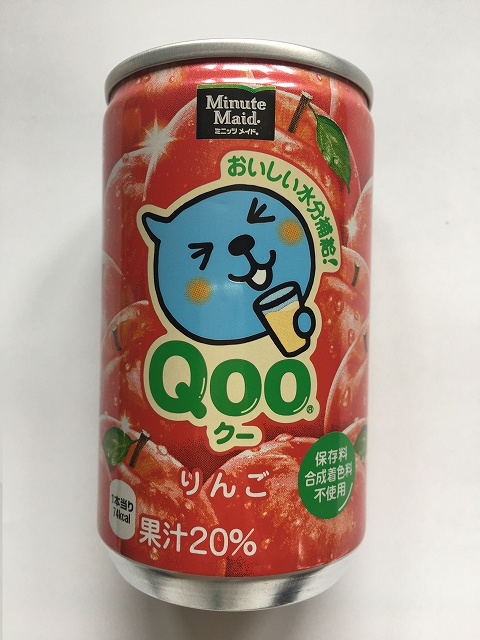 Minute
Maid®
ミニッツ メイド®
おいしい水分補給!
Qoo®
クー
りんご
保存料
合成着色料
不使用
1本当り
74kcal
果汁20%